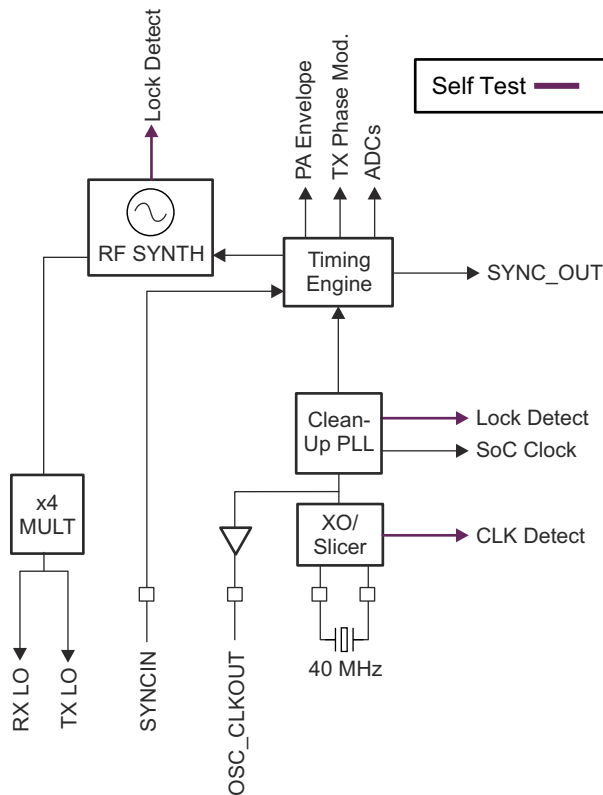 Lock Detect
PA Envelope
TX Phase Mod.
ADCs
Self Test
RF SYNTH
Timing
Engine
SYNC_OUT
Clean-
Up PLL
Lock Detect
SoC Clock
x4
MULT
XO/
Slicer
CLK Detect
40 MHz
RX LO
TX LO
SYNCIN
OSC_CLKOUT